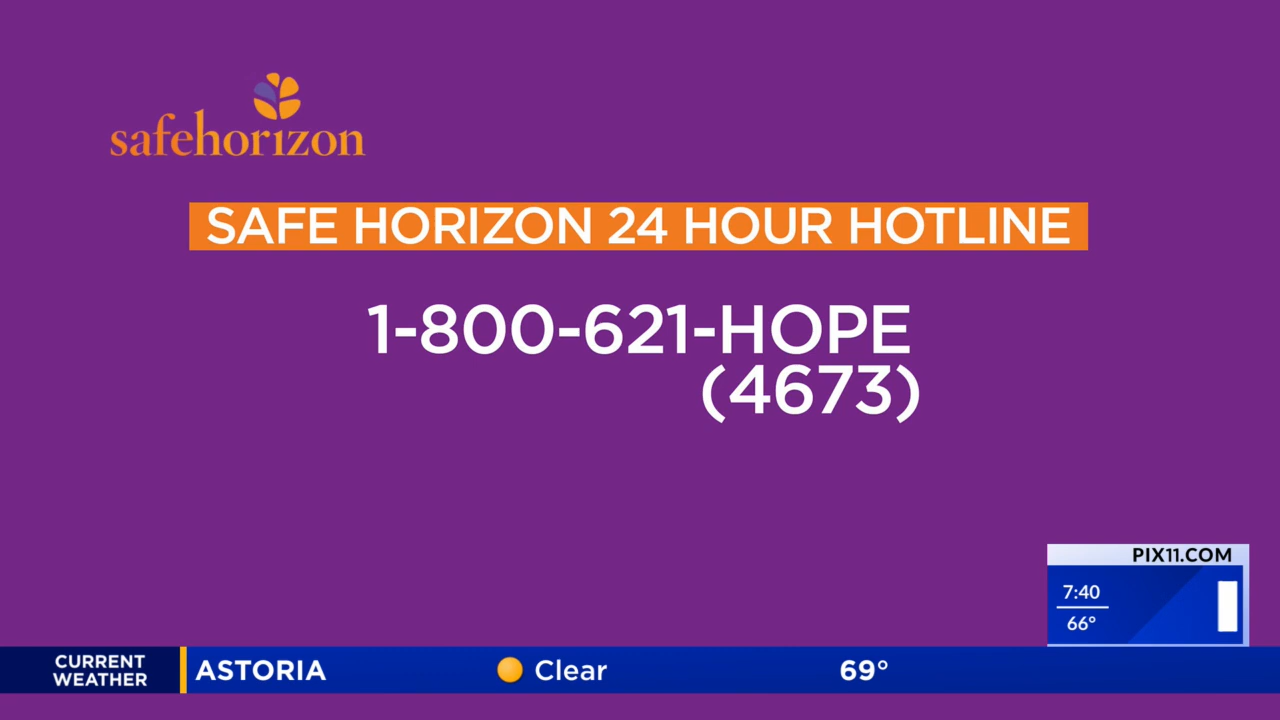 safehorizon
SAFE HORIZON 24 HOUR HOTLINE
1-800-621-HOPE
(4673)
PIX11.COM
7:40
66°
CURRENT
WEATHER
ASTORIA
Clear
69°